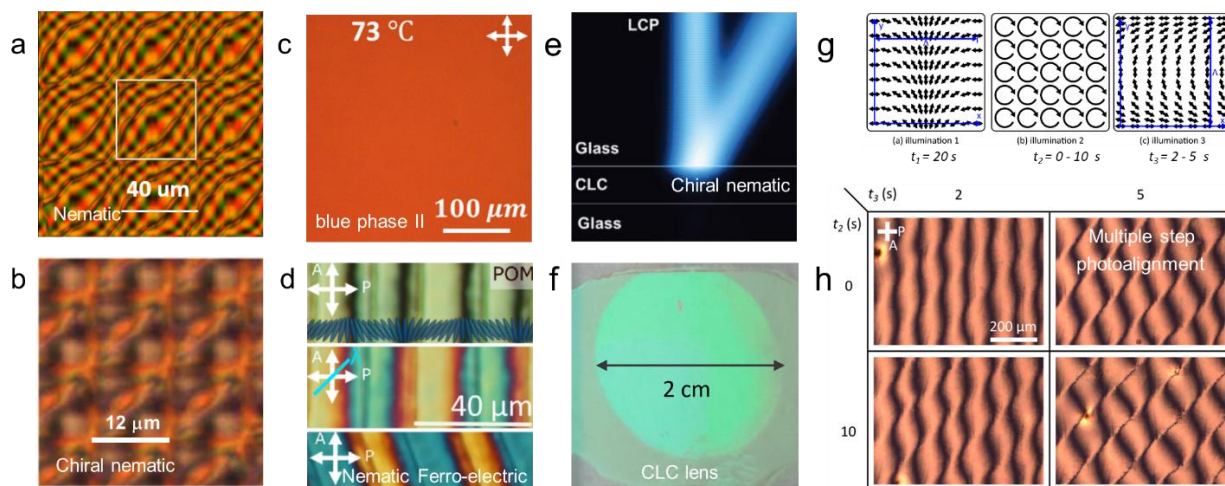 a
40 um
Nematic
b
12 μm
Chiral nematic
c
73 °C
blue phase II
100 μm
d
A
P
POM
A
P
40 μm
A
P
Nematic Ferro-electric
e
LCP
Glass
CLC
Chiral nematic
Glass
f
2 cm
CLC lens
g
(a) illumination 1
(b) illumination 2
(c) illumination 3
t₁ = 20 s
t₂ = 0 - 10 s
t₃ = 2 - 5 s
h
t₃ (s)
2
5
t₂ (s)
P
A
Multiple step
photoalignment
0
200 μm
10